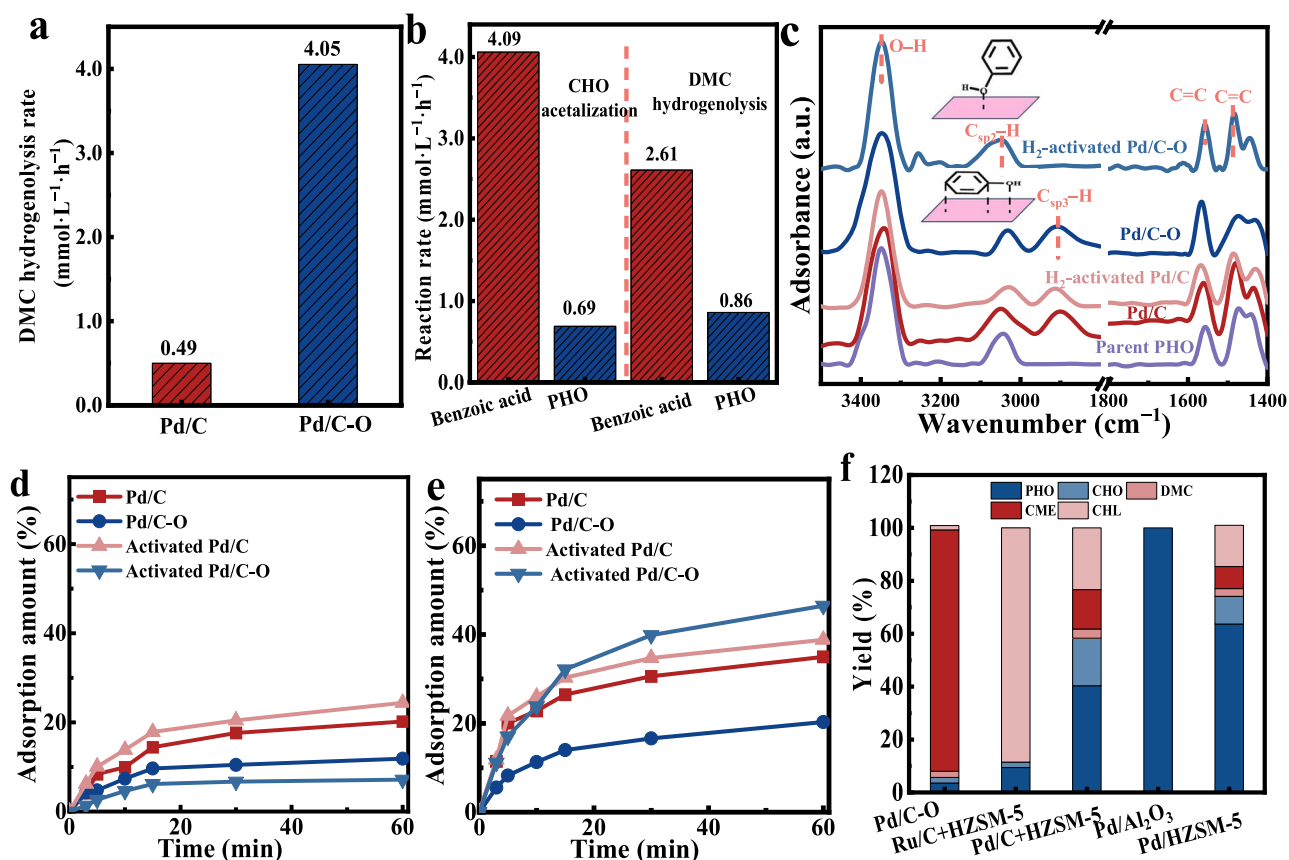 a
DMC hydrogenolysis rate
(mmol·L⁻¹·h⁻¹)
4.0
3.0
2.0
1.0
0.0
0.49
4.05
Pd/C
Pd/C-O
b
Reaction rate (mmol·L⁻¹·h⁻¹)
4.0
3.0
2.0
1.0
0.0
4.09
CHO
acetalization
0.69
DMC
hydrogenolysis
2.61
0.86
Benzoic acid
PHO
Benzoic acid
PHO
c
Adsorbance (a.u.)
O–H
H
O
C=C
C=C
Csp2–H
H₂-activated Pd/C-O
OH
Csp3–H
Pd/C-O
H₂-activated Pd/C
Pd/C
Parent PHO
3400
3200
3000
1800
1600
1400
Wavenumber (cm⁻¹)
d
Adsorption amount (%)
60
40
20
0
Pd/C
Pd/C-O
Activated Pd/C
Activated Pd/C-O
0
20
40
60
Time (min)
e
Adsorption amount (%)
60
40
20
0
Pd/C
Pd/C-O
Activated Pd/C
Activated Pd/C-O
0
20
40
60
Time (min)
f
Yield (%)
120
100
80
60
40
20
0
PHO
CHO
DMC
CME
CHL
Pd/C-O
Ru/C+HZSM-5
Pd/C+HZSM-5
Pd/Al₂O₃
Pd/HZSM-5